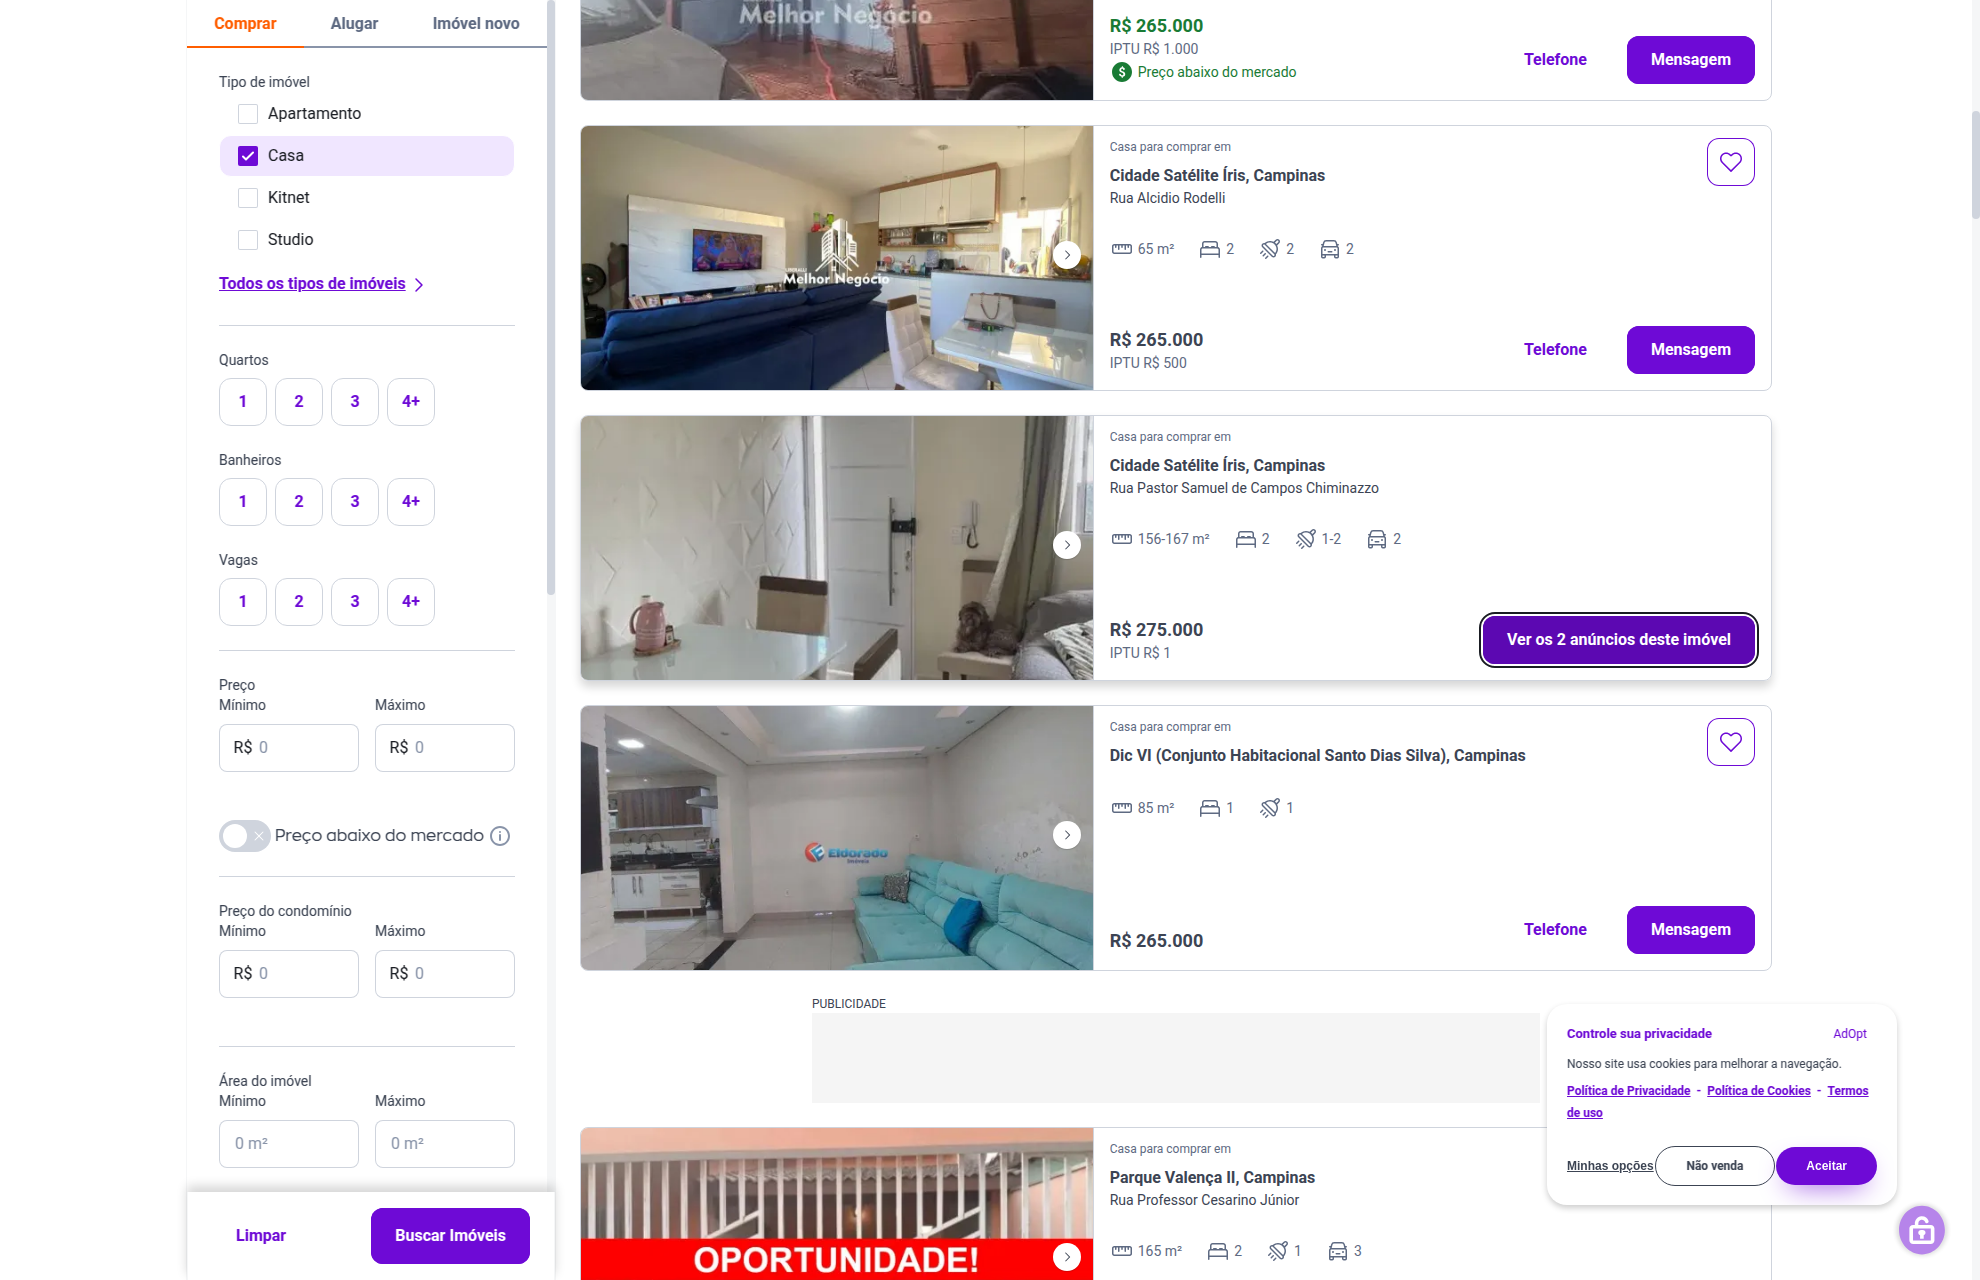 Comprar
Alugar
Imóvel novo
Tipo de imóvel
Apartamento
Casa
Kitnet
Studio
Todos os tipos de imóveis
Quartos
1
2
3
4+
Banheiros
1
2
3
4+
Vagas
1
2
3
4+
Preço
Mínimo
Máximo
R$ 0
R$ 0
Preço abaixo do mercado
Preço do condomínio
Mínimo
Máximo
R$ 0
R$ 0
Área do imóvel
Mínimo
Máximo
0 m²
0 m²
Limpar
Buscar Imóveis
Melhor Negócio
R$ 265.000
IPTU R$ 1.000
Preço abaixo do mercado
Telefone
Mensagem
Melhor Negócio
Casa para comprar em
Cidade Satélite Íris, Campinas
Rua Alcidio Rodelli
65 m²
2
2
2
R$ 265.000
IPTU R$ 500
Telefone
Mensagem
Casa para comprar em
Cidade Satélite Íris, Campinas
Rua Pastor Samuel de Campos Chiminazzo
156-167 m²
2
1-2
2
R$ 275.000
IPTU R$ 1
Ver os 2 anúncios deste imóvel
Eldorado
Imóveis
Casa para comprar em
Dic VI (Conjunto Habitacional Santo Dias Silva), Campinas
85 m²
1
1
R$ 265.000
Telefone
Mensagem
PUBLICIDADE
OPORTUNIDADE!
Casa para comprar em
Parque Valença II, Campinas
Rua Professor Cesarino Júnior
165 m²
2
1
3
Controle sua privacidade
AdOpt
Nosso site usa cookies para melhorar a navegação.
Política de Privacidade - Política de Cookies - Termos
de uso
Minhas opções
Não venda
Aceitar